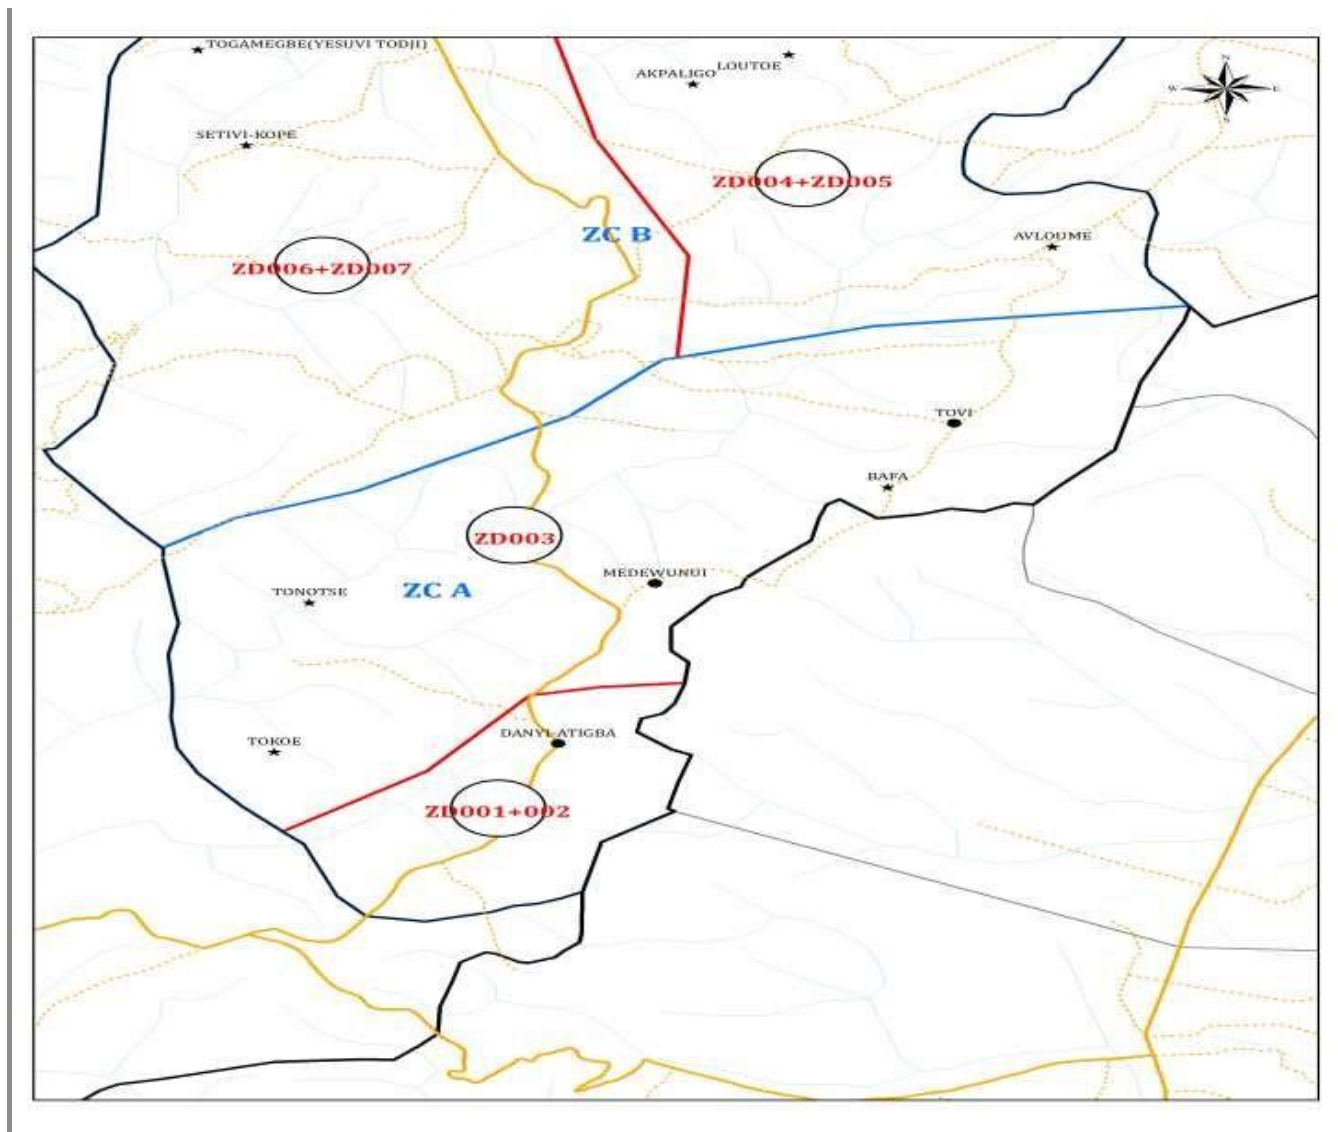 TOGAMEGBE(YESUVI TODJI)
LOUTOE
AKPALIGO
N
W
E
S
SETIVI-KOPE
ZD004+ZD005
ZC B
AVLOUME
ZD006+ZD007
TOVI
BAFA
ZD003
MEDEWUNUI
TONOTSE
ZC A
DANYI-ATIGBA
TOKOE
ZD001+002